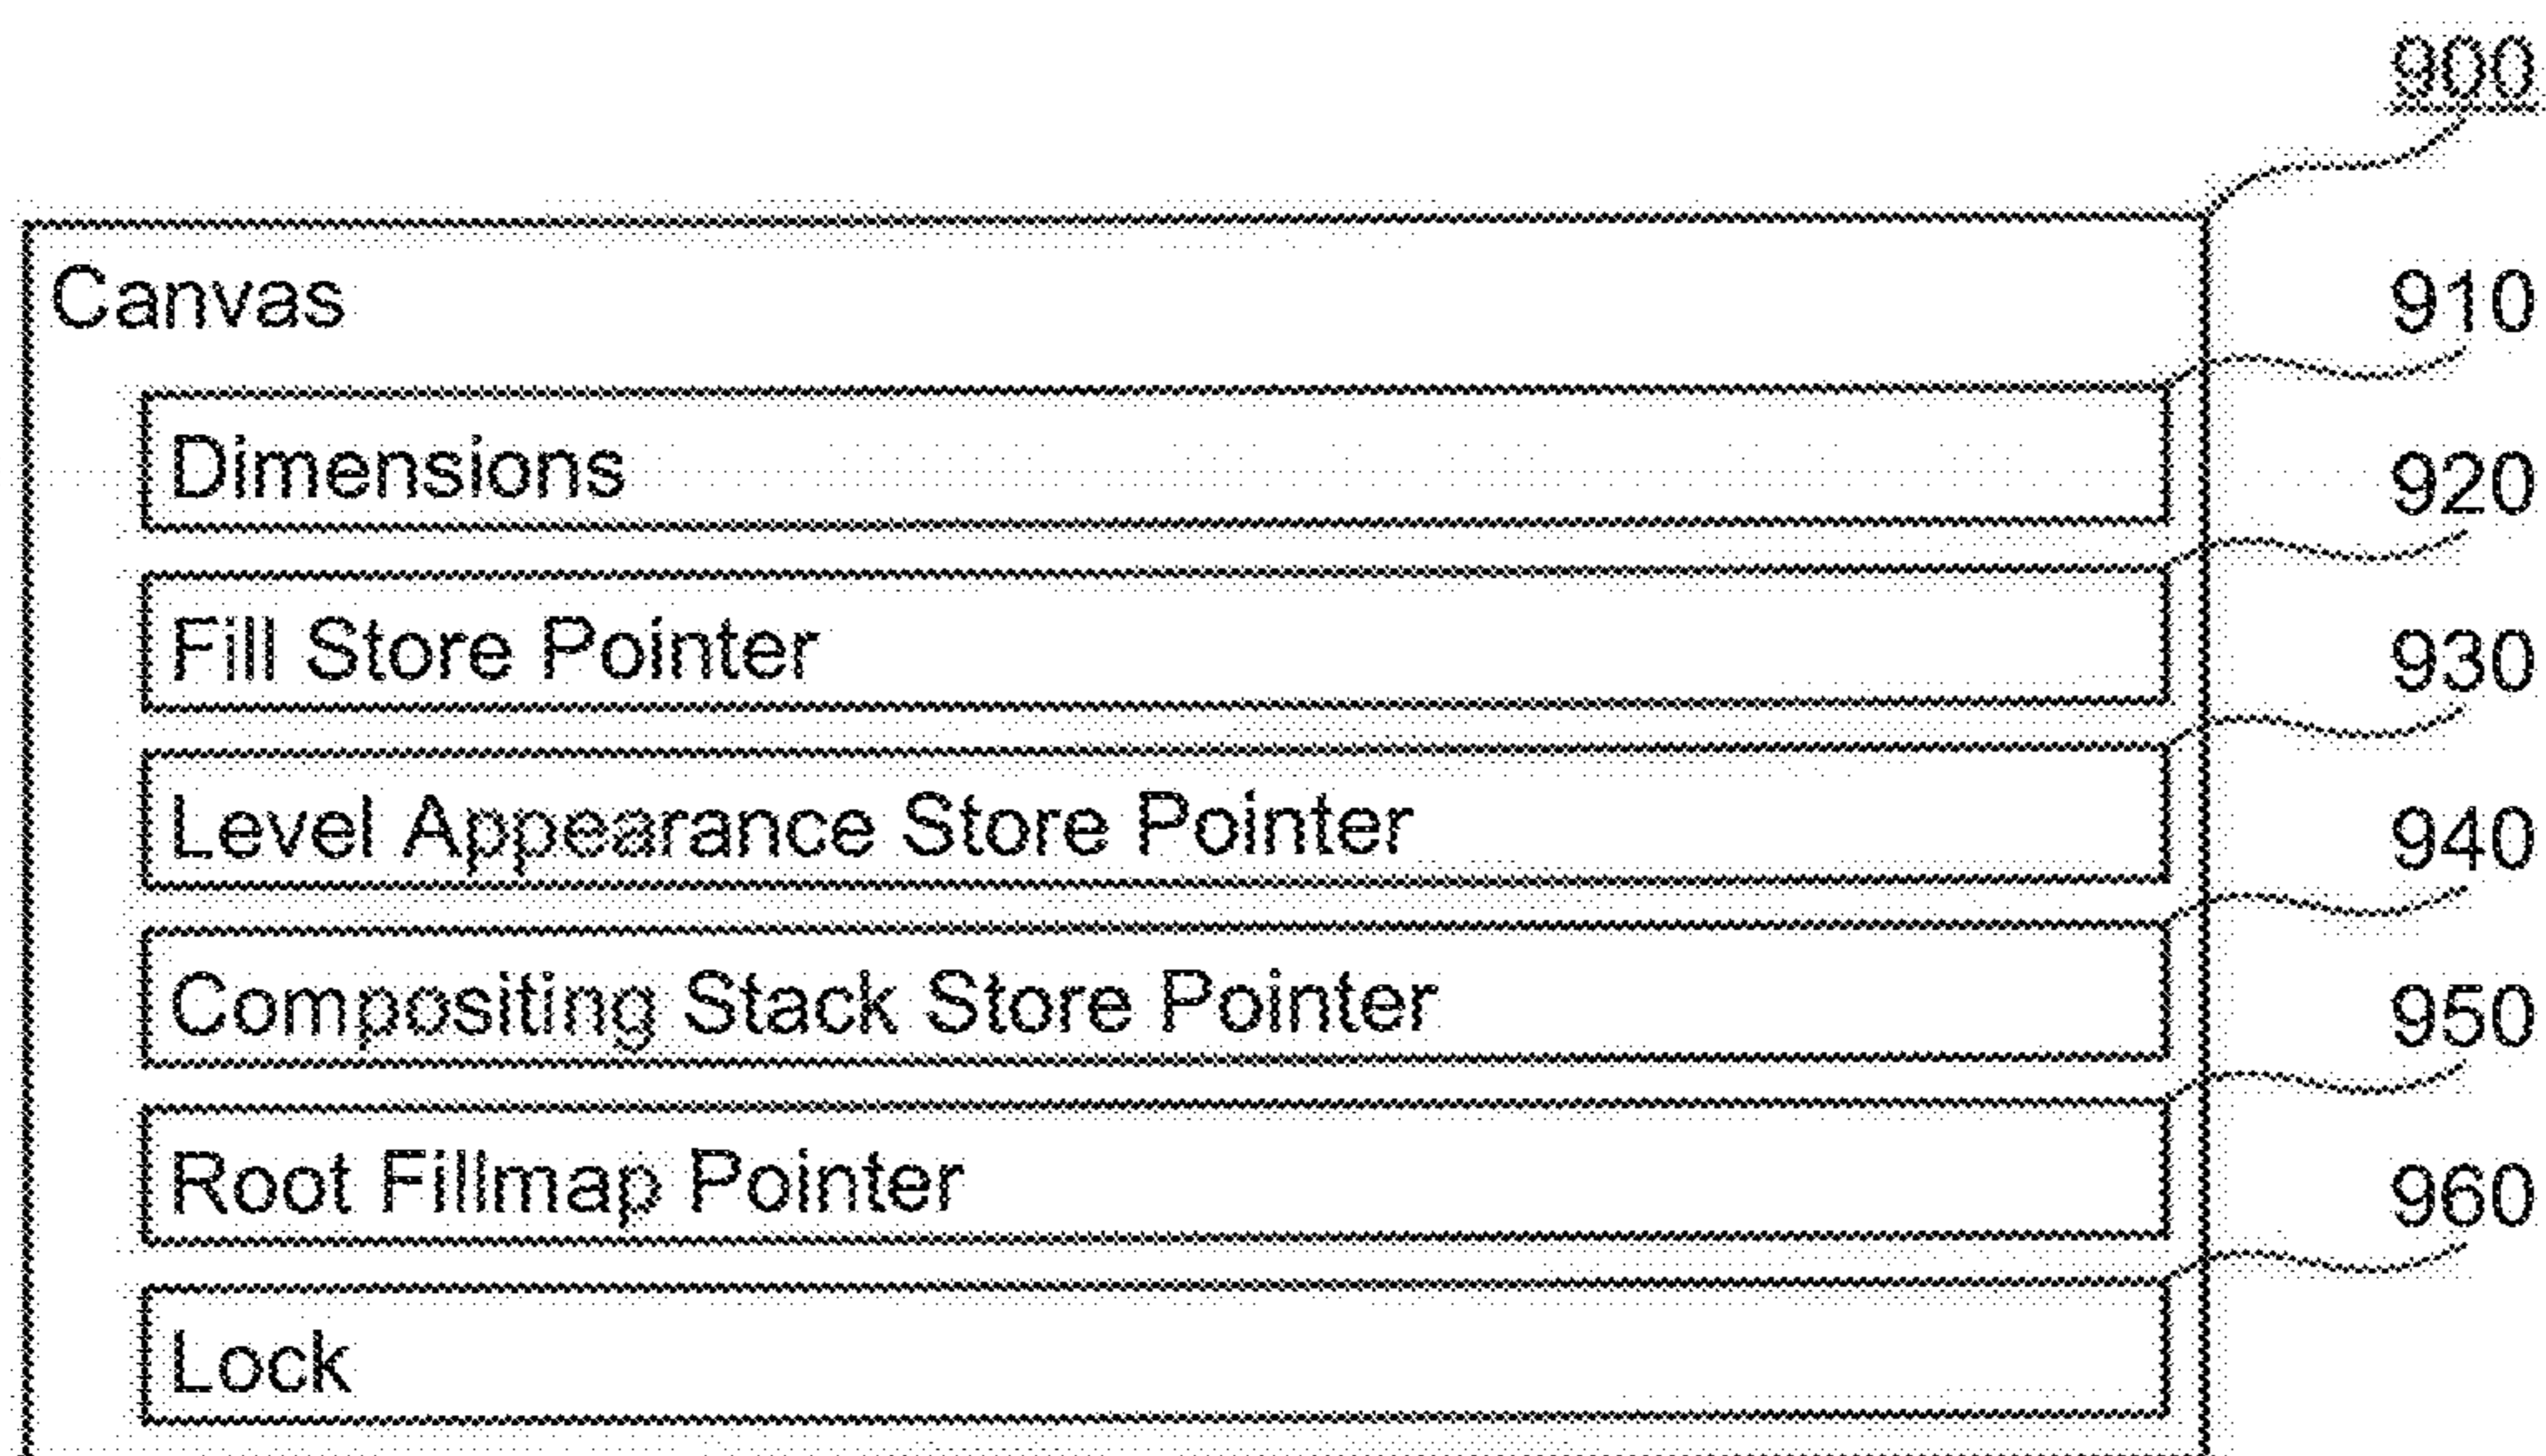 900
Canvas
910
Dimensions
920
Fill Store Pointer
930
Level Appearance Store Pointer
940
Compositing Stack Store Pointer
950
Root Fillmap Pointer
960
Lock